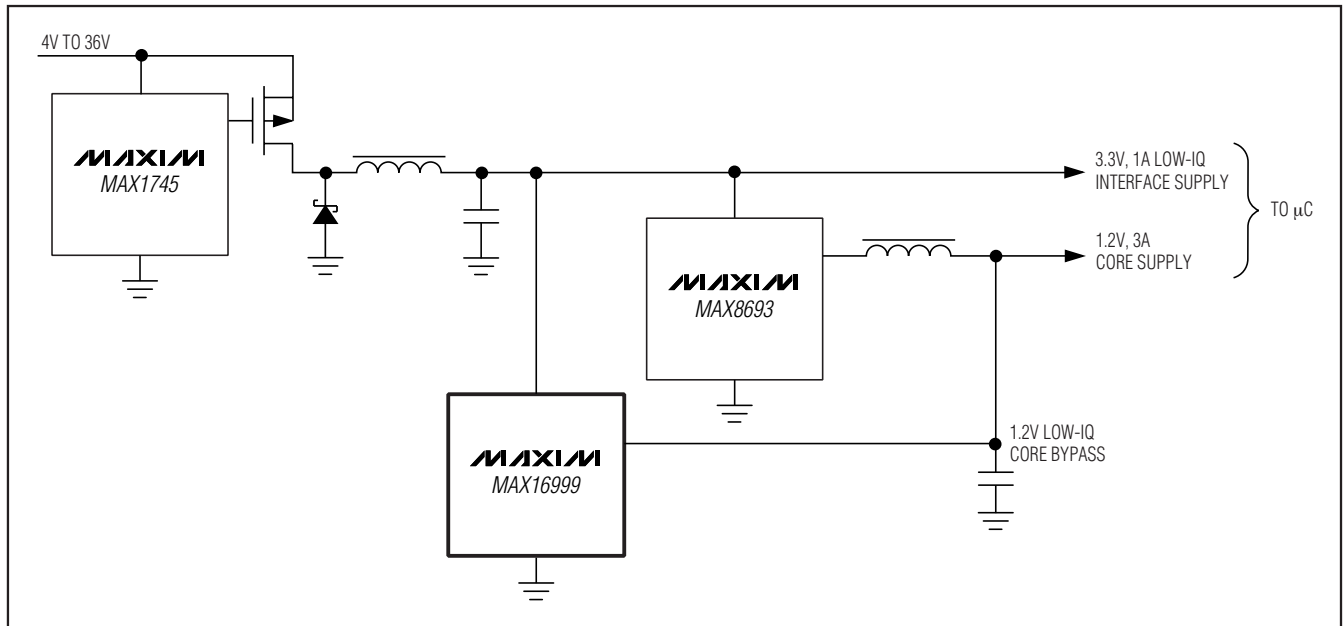 4V TO 36V
MAXIM
MAX1745
3.3V, 1A LOW-IQ
INTERFACE SUPPLY
TO μC
1.2V, 3A
CORE SUPPLY
MAXIM
MAX8693
1.2V LOW-IQ
CORE BYPASS
MAXIM
MAX16999